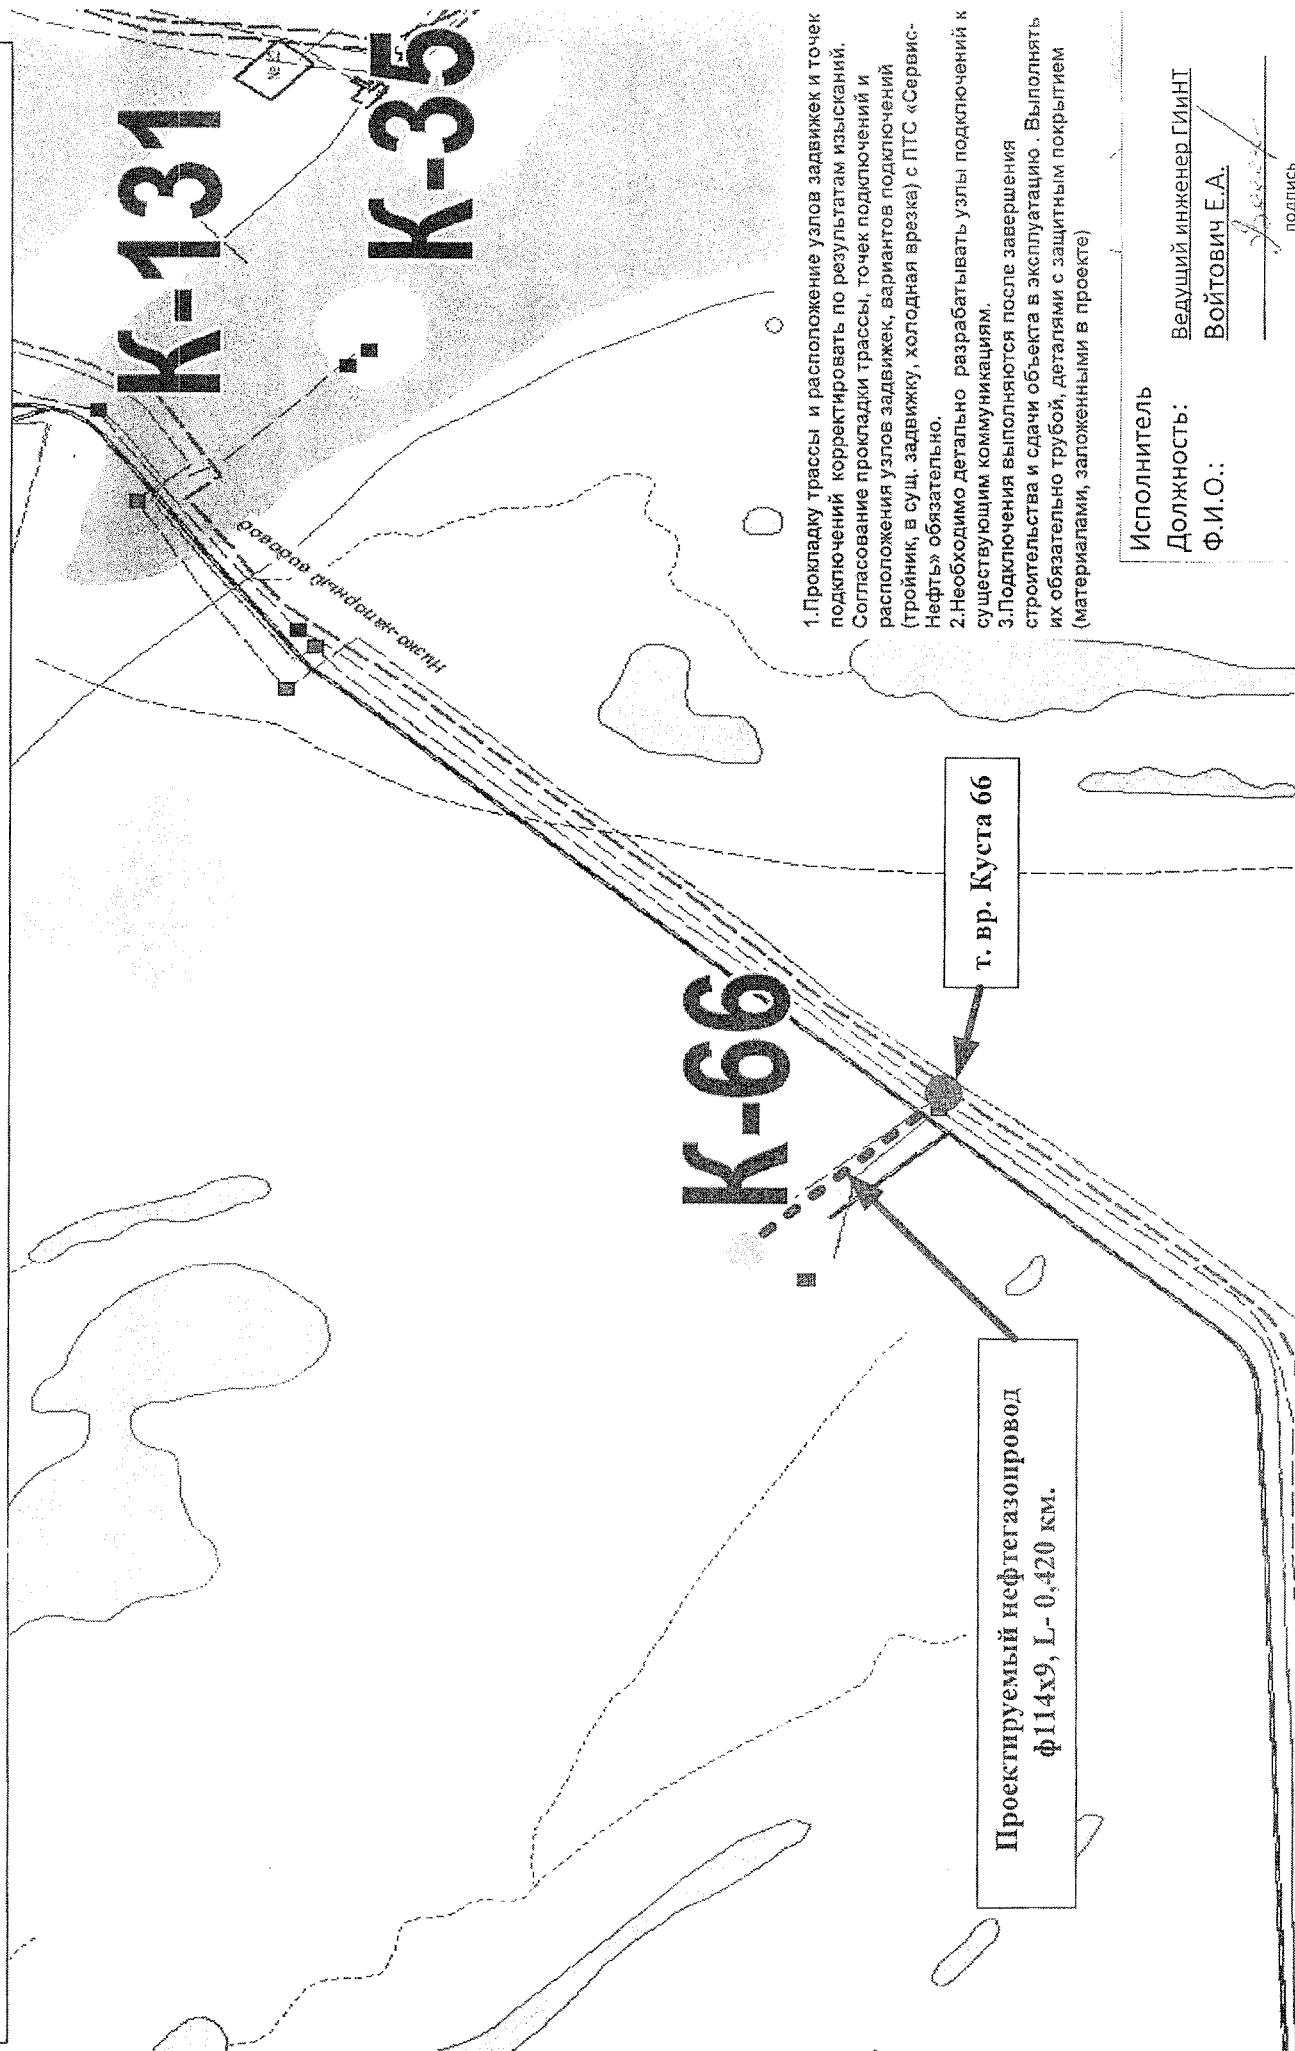 К-131
К-35
Низко-напорный водовод
К-66
т. вр. Куста 66
Проектируемый нефтегазопровод
ф114х9, L- 0,420 км.
1.Прокладку трассы и расположение узлов задвижек и точек
подключений корректировать по результатам изысканий.
Согласование прокладки трассы, точек подключений и
расположения узлов задвижек, вариантов подключений
(тройник, в сущ. задвижку, холодная врезка) с ПТС «Сервис-
Нефть» обязательно.
2.Необходимо детально разрабатывать узлы подключений к
существующим коммуникациям.
3.Подключения выполняются после завершения
строительства и сдачи объекта в эксплуатацию . Выполнять
их обязательно трубой, деталями с защитным покрытием
(материалами, заложенными в проекте)
Исполнитель
Должность: Ведущий инженер ГИиНТ
Ф.И.О.: Войтович Е.А.
подпись